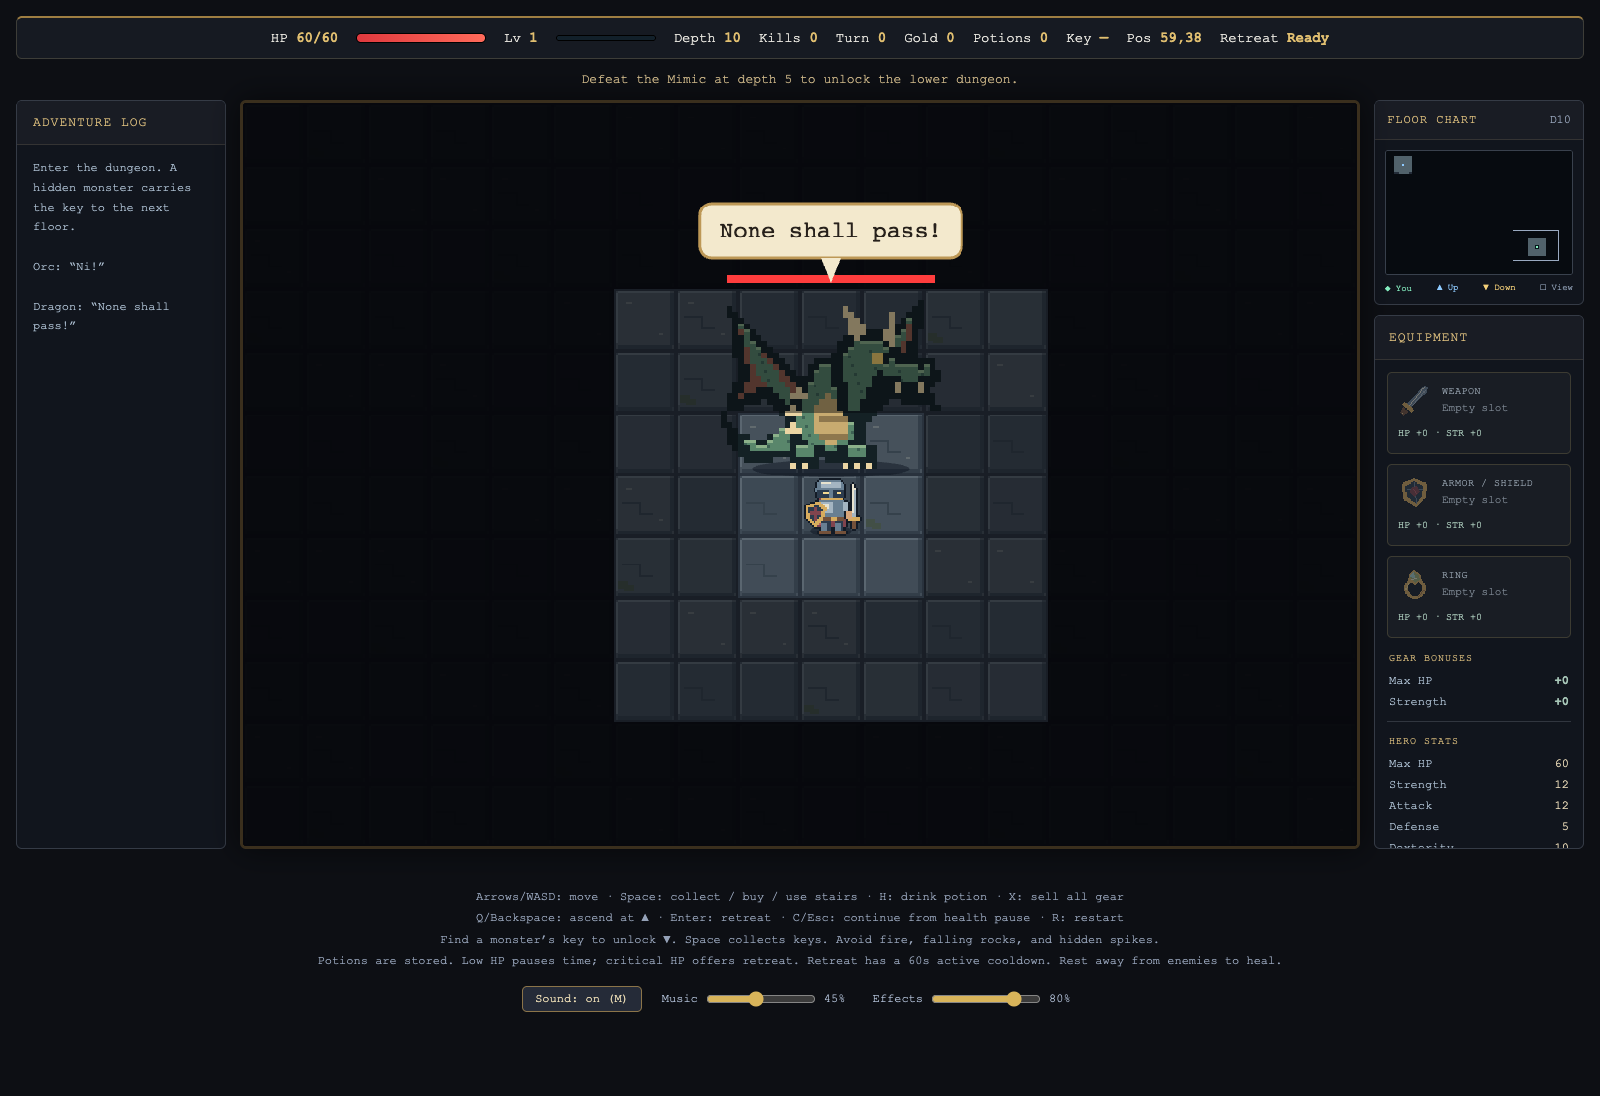 HP 60/60 Lv 1 Depth 10 Kills 0 Turn 0 Gold 0 Potions 0 Key — Pos 59,38 Retreat Ready
Defeat the Mimic at depth 5 to unlock the lower dungeon.
ADVENTURE LOG
Enter the dungeon. A
hidden monster carries
the key to the next
floor.
Orc: “Ni!”
Dragon: “None shall
pass!”
None shall pass!
FLOOR CHART D10
◆ You ▲ Up ▼ Down □ View
EQUIPMENT
WEAPON
Empty slot
HP +0 · STR +0
ARMOR / SHIELD
Empty slot
HP +0 · STR +0
RING
Empty slot
HP +0 · STR +0
GEAR BONUSES
Max HP +0
Strength +0
HERO STATS
Max HP 60
Strength 12
Attack 12
Defense 5
Dexterity 10
Arrows/WASD: move · Space: collect / buy / use stairs · H: drink potion · X: sell all gear
Q/Backspace: ascend at ▲ · Enter: retreat · C/Esc: continue from health pause · R: restart
Find a monster’s key to unlock ▼. Space collects keys. Avoid fire, falling rocks, and hidden spikes.
Potions are stored. Low HP pauses time; critical HP offers retreat. Retreat has a 60s active cooldown. Rest away from enemies to heal.
Sound: on (M) Music 45% Effects 80%